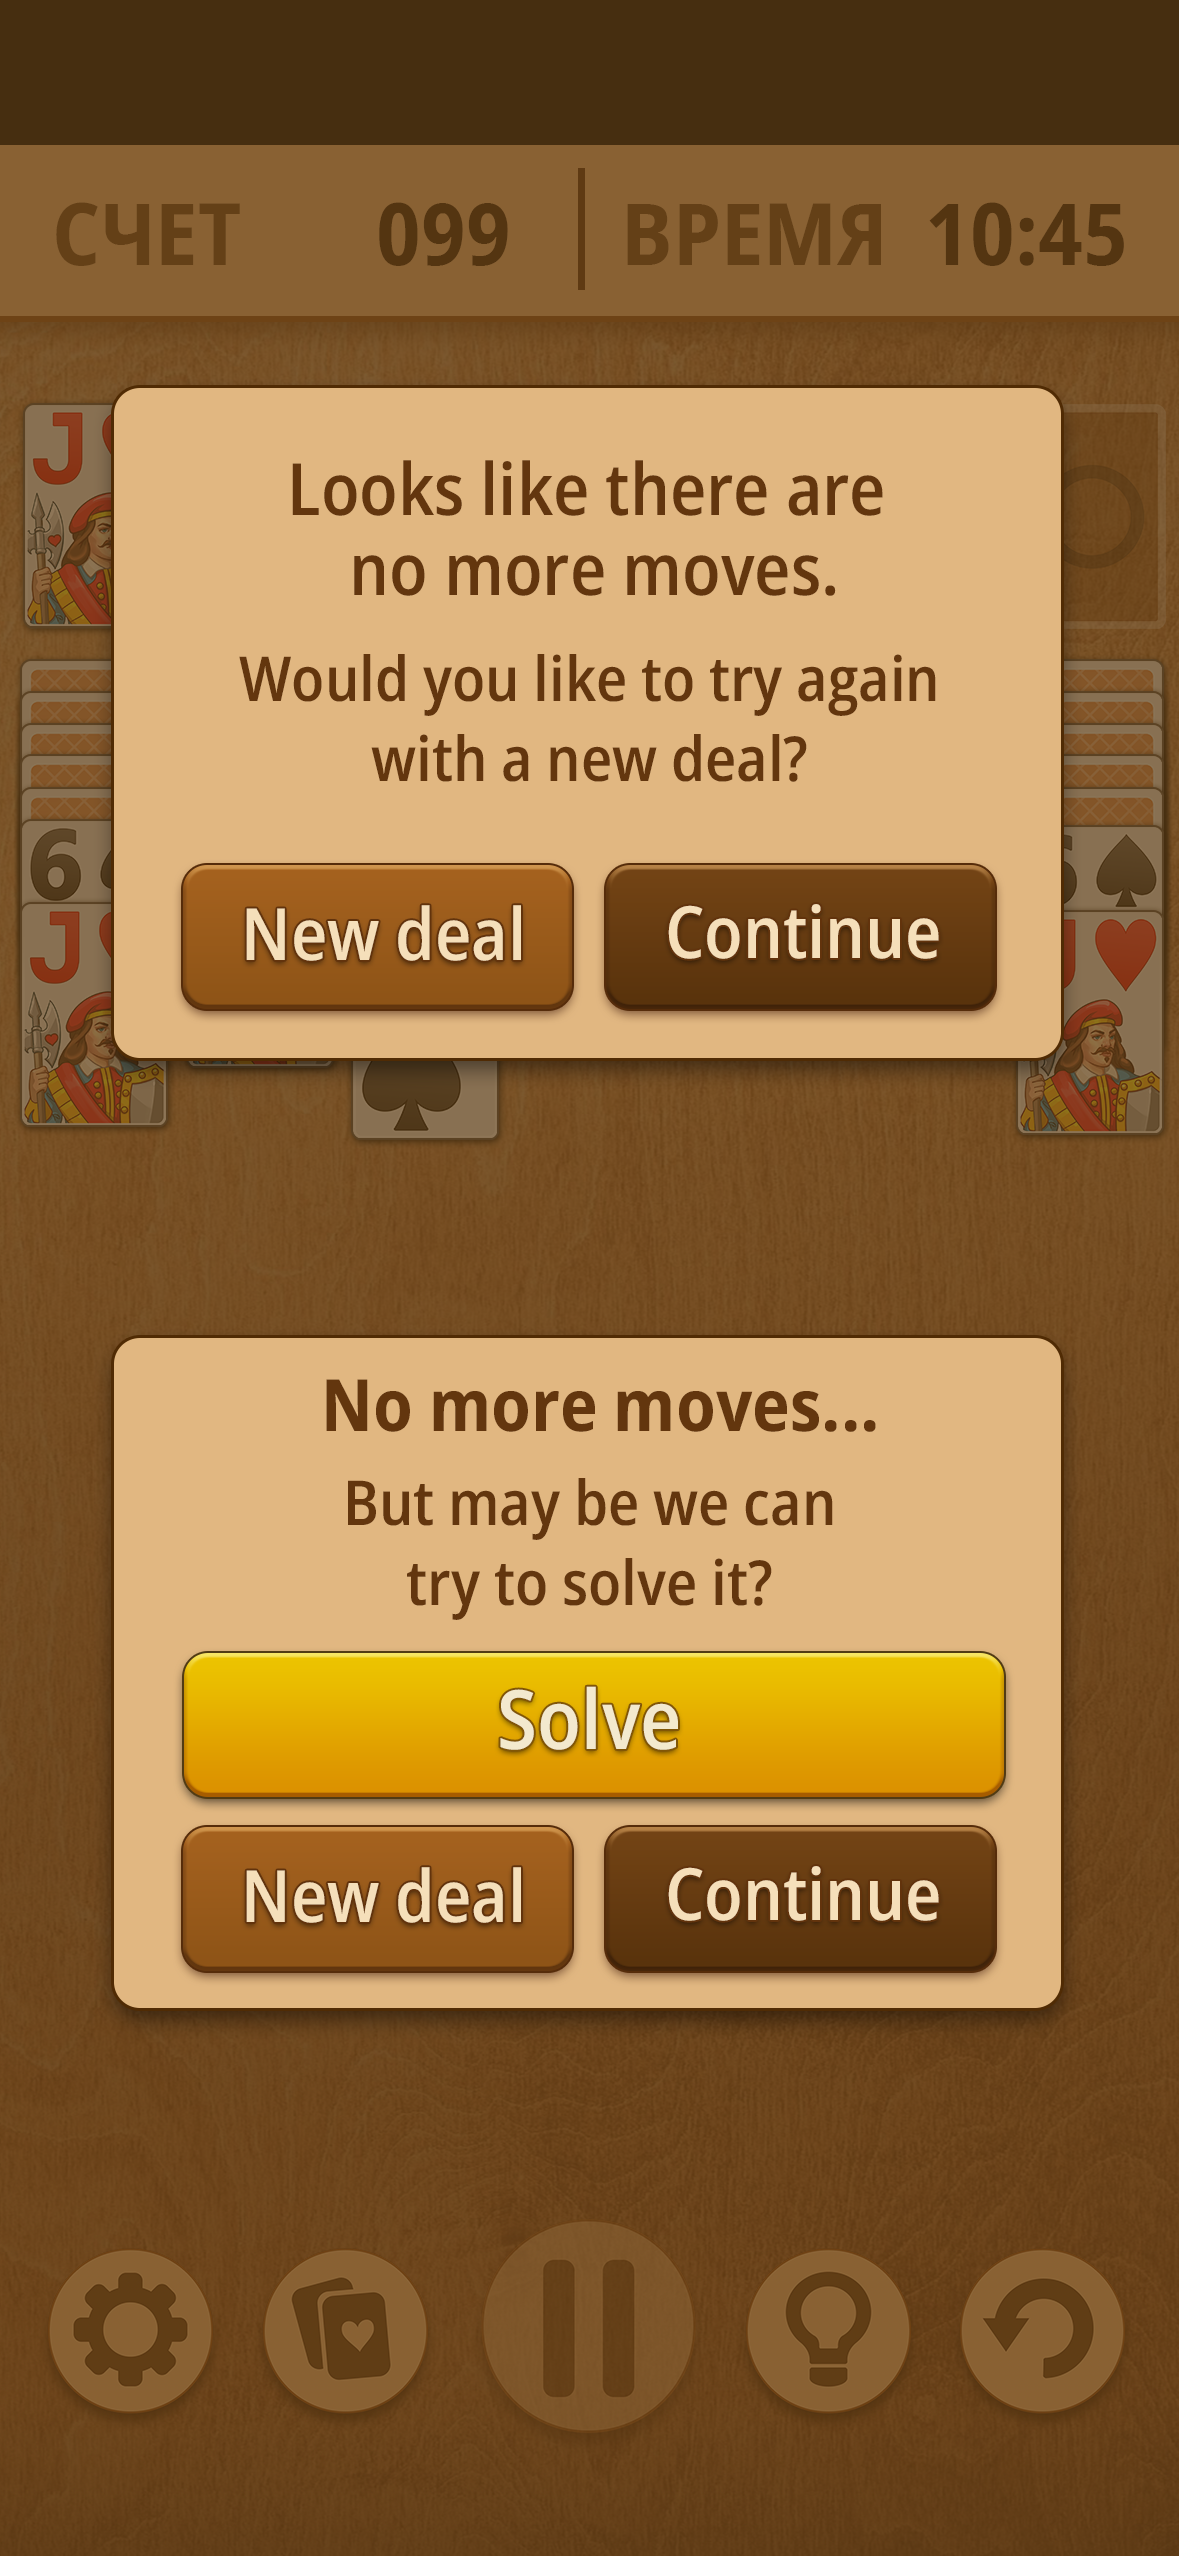 СЧЕТ 099 ВРЕМЯ 10:45
J
Looks like there are
no more moves.
Would you like to try again
with a new deal?
6
J
J
New deal Continue
No more moves...
But may be we can
try to solve it?
Solve
New deal Continue